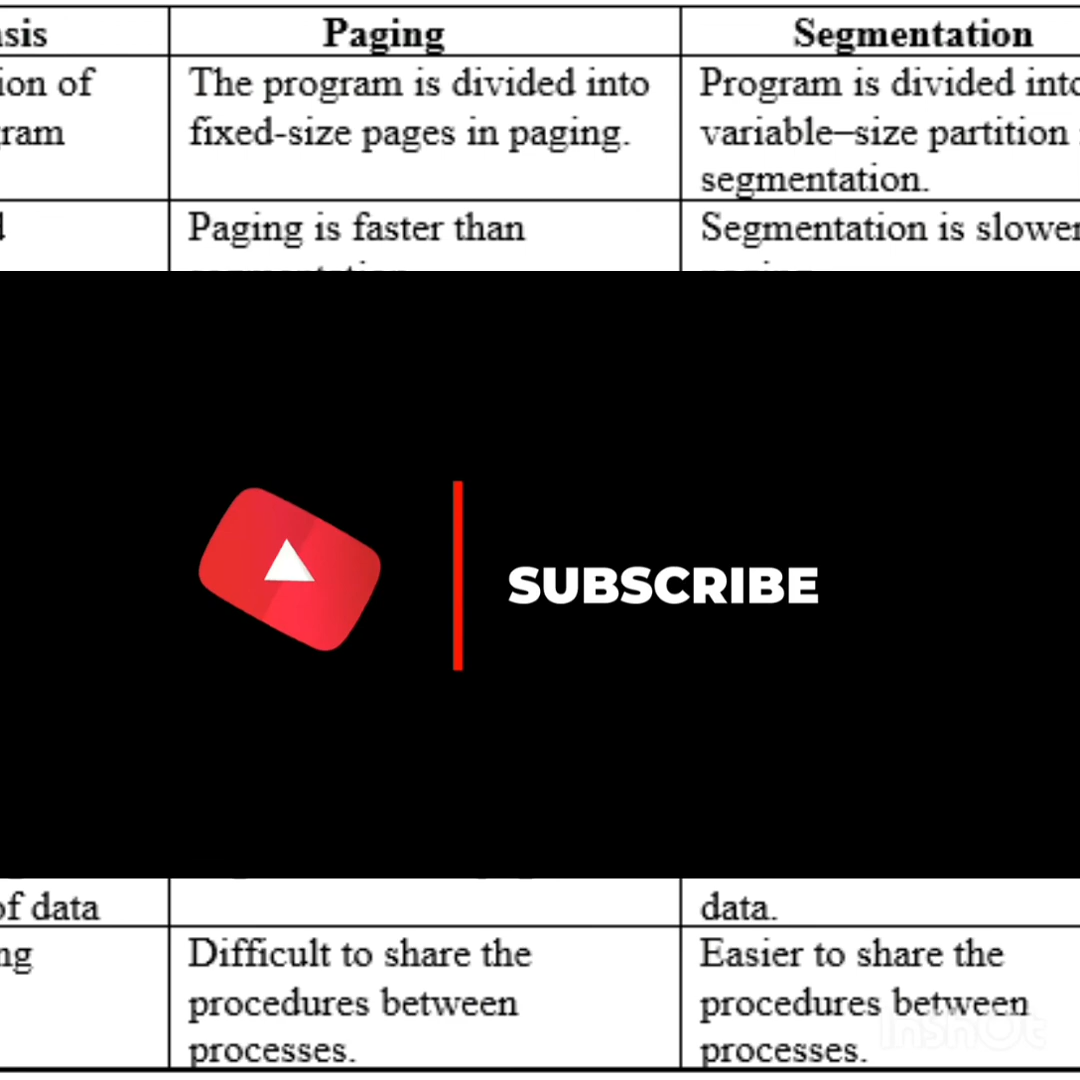 sis Paging Segmentation
ion of The program is divided into Program is divided into
ram fixed-size pages in paging. variable–size partition
segmentation.
Paging is faster than Segmentation is slower
SUBSCRIBE
of data data.
ng Difficult to share the Easier to share the
procedures between procedures between
processes. processes.
InShOt